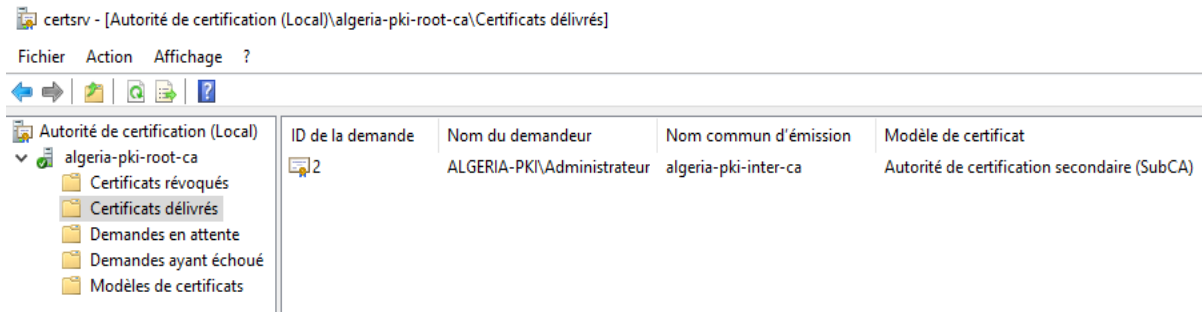 certsrv - [Autorité de certification (Local)\algeria-pki-root-ca\Certificats délivrés]
Fichier Action Affichage ?
Autorité de certification (Local)
algeria-pki-root-ca
Certificats révoqués
Certificats délivrés
Demandes en attente
Demandes ayant échoué
Modèles de certificats
ID de la demande Nom du demandeur Nom commun d'émission Modèle de certificat
2 ALGERIA-PKI\Administrateur algeria-pki-inter-ca Autorité de certification secondaire (SubCA)